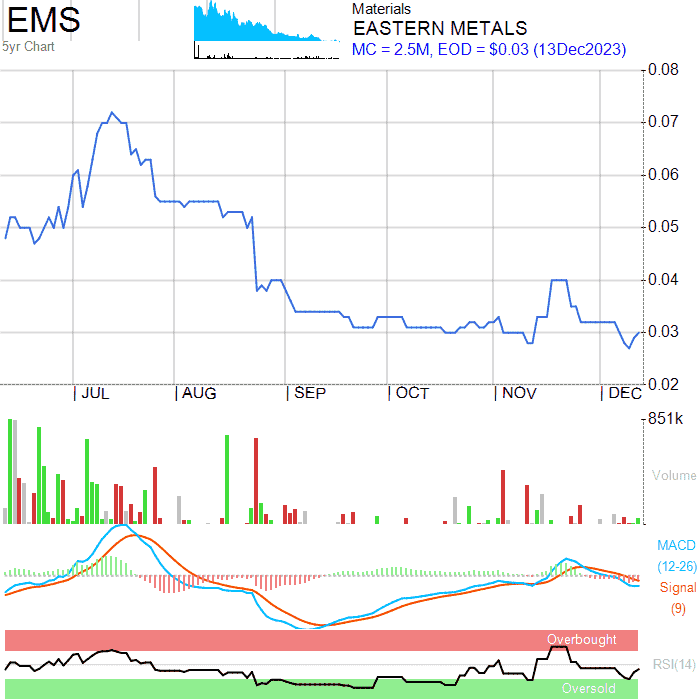 EMS
5yr Chart
Materials
EASTERN METALS
MC = 2.5M, EOD = $0.03 (13Dec2023)
0.08
0.07
0.06
0.05
0.04
0.03
0.02
JUL AUG SEP OCT NOV DEC
851k
Volume
MACD
(12-26)
Signal
(9)
Overbought
RSI(14)
Oversold